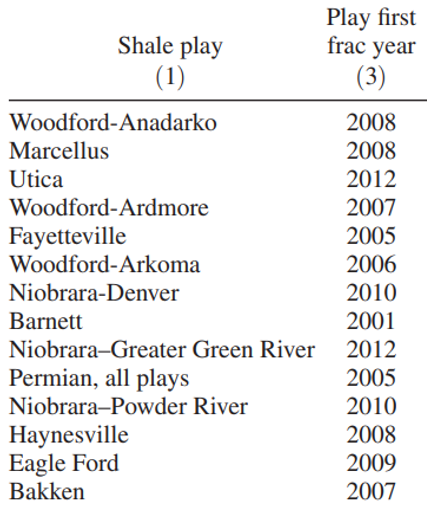 Play first
Shale play frac year
(1) (3)
Woodford-Anadarko 2008
Marcellus 2008
Utica 2012
Woodford-Ardmore 2007
Fayetteville 2005
Woodford-Arkoma 2006
Niobrara-Denver 2010
Barnett 2001
Niobrara–Greater Green River 2012
Permian, all plays 2005
Niobrara–Powder River 2010
Haynesville 2008
Eagle Ford 2009
Bakken 2007